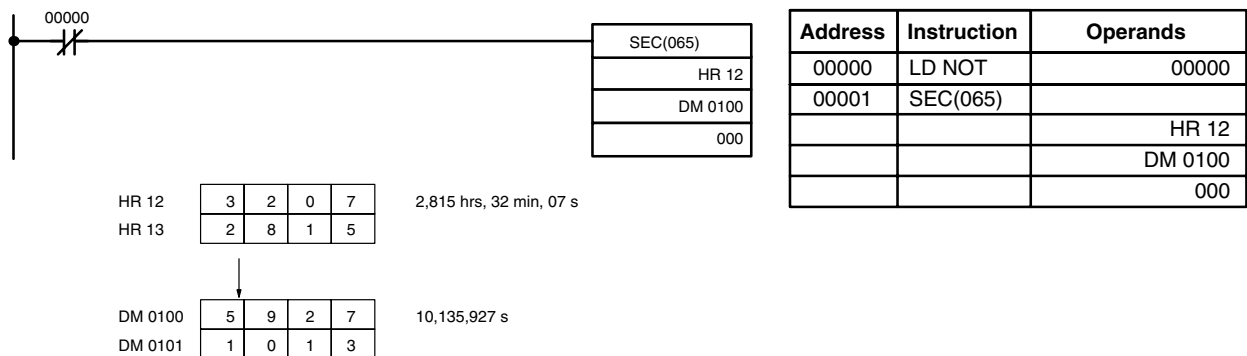 00000
SEC(065)
HR 12
DM 0100
000
Address Instruction Operands
00000 LD NOT 00000
00001 SEC(065)
HR 12
DM 0100
000
HR 12 3 2 0 7 2,815 hrs, 32 min, 07 s
HR 13 2 8 1 5
DM 0100 5 9 2 7 10,135,927 s
DM 0101 1 0 1 3